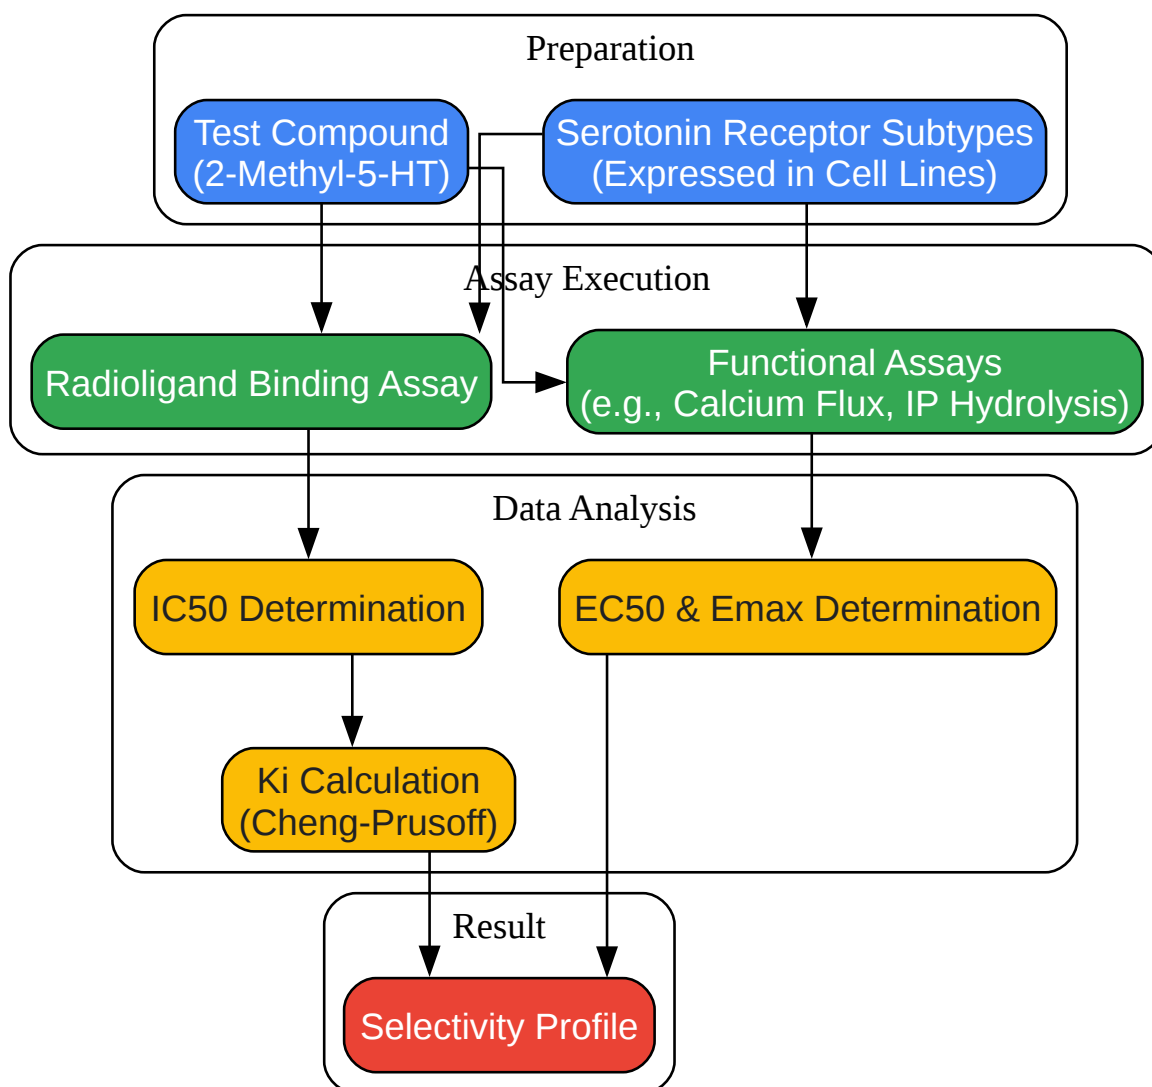 Preparation
Test Compound
(2-Methyl-5-HT)
Serotonin Receptor Subtypes
(Expressed in Cell Lines)
Assay Execution
Radioligand Binding Assay
Functional Assays
(e.g., Calcium Flux, IP Hydrolysis)
Data Analysis
IC50 Determination
EC50 & Emax Determination
Ki Calculation
(Cheng-Prusoff)
Result
Selectivity Profile